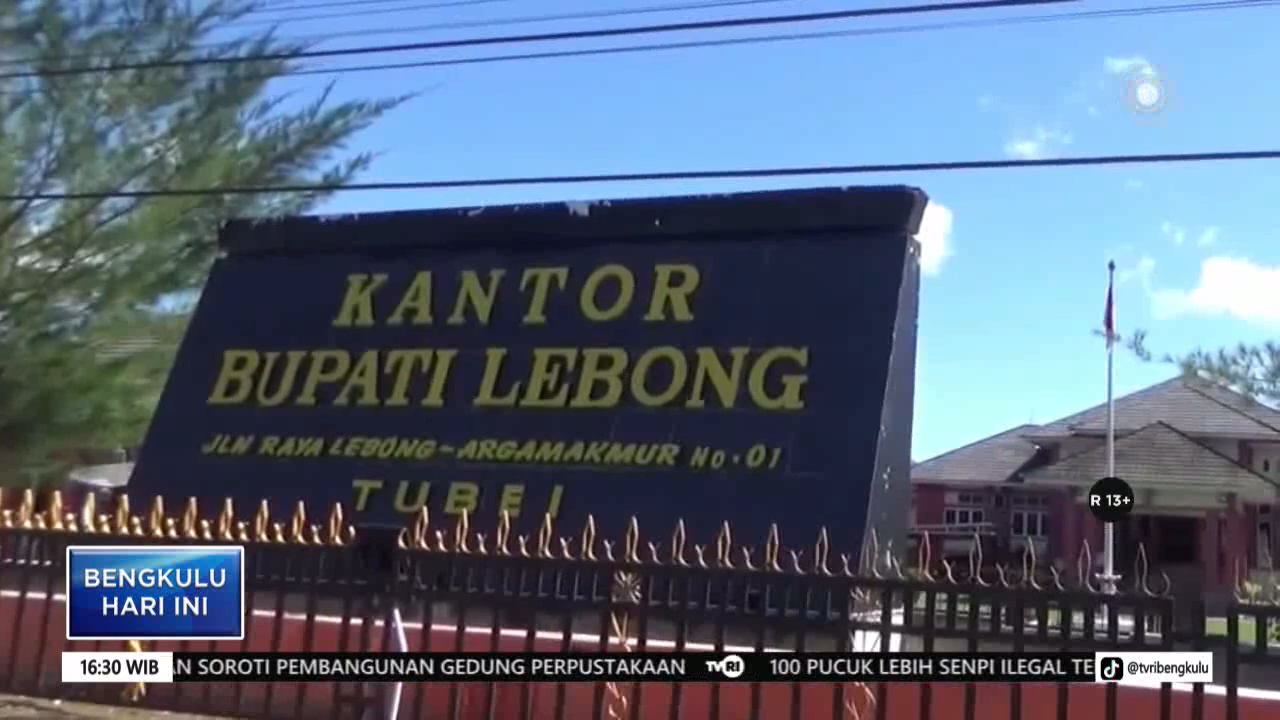 KANTOR
BUPATI LEBONG
JLN RAYA LEBONG-ARGAMAKMUR NO.01
TUBEI
R 13+
BENGKULU
HARI INI
16:30 WIB AN SOROTI PEMBANGUNAN GEDUNG PERPUSTAKAAN TVRI 100 PUCUK LEBIH SENPI ILEGAL TE @tvribengkulu